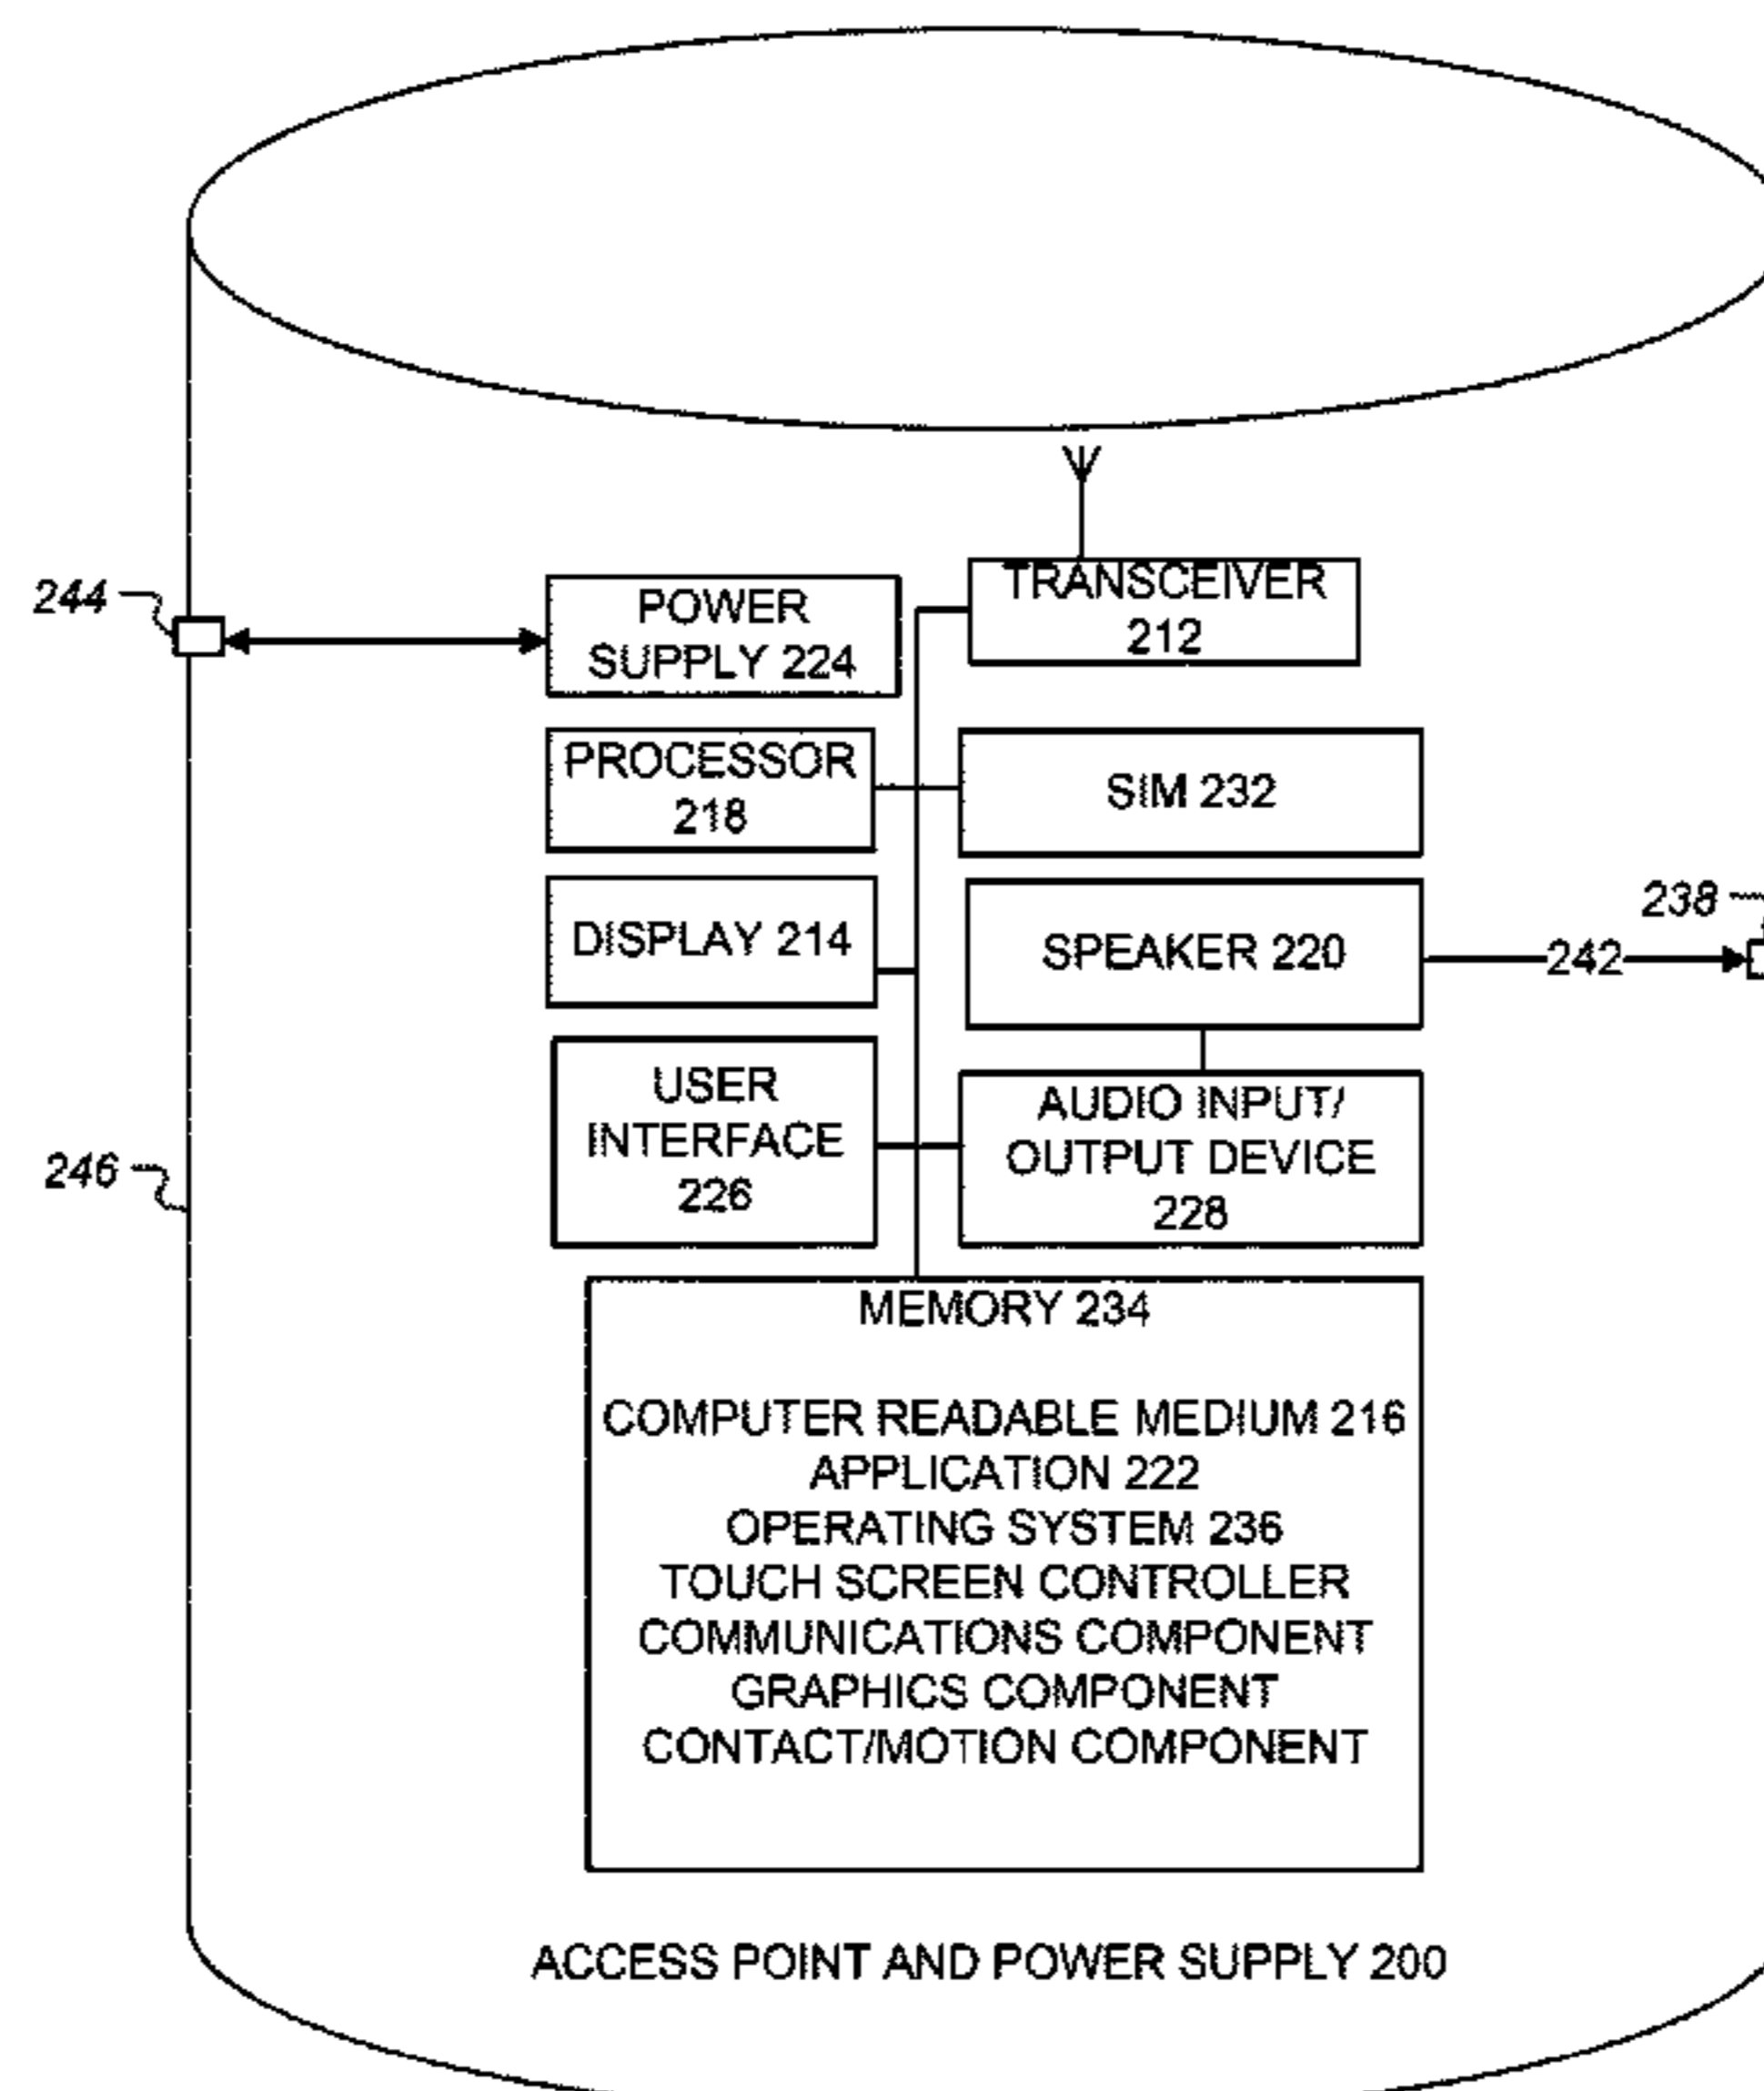 244
POWER
SUPPLY 224
TRANSCEIVER
212
PROCESSOR
218
SIM 232
DISPLAY 214
SPEAKER 220
242
238
USER
INTERFACE
226
AUDIO INPUT/
OUTPUT DEVICE
228
246
MEMORY 234
COMPUTER READABLE MEDIUM 216
APPLICATION 222
OPERATING SYSTEM 236
TOUCH SCREEN CONTROLLER
COMMUNICATIONS COMPONENT
GRAPHICS COMPONENT
CONTACT/MOTION COMPONENT
ACCESS POINT AND POWER SUPPLY 200